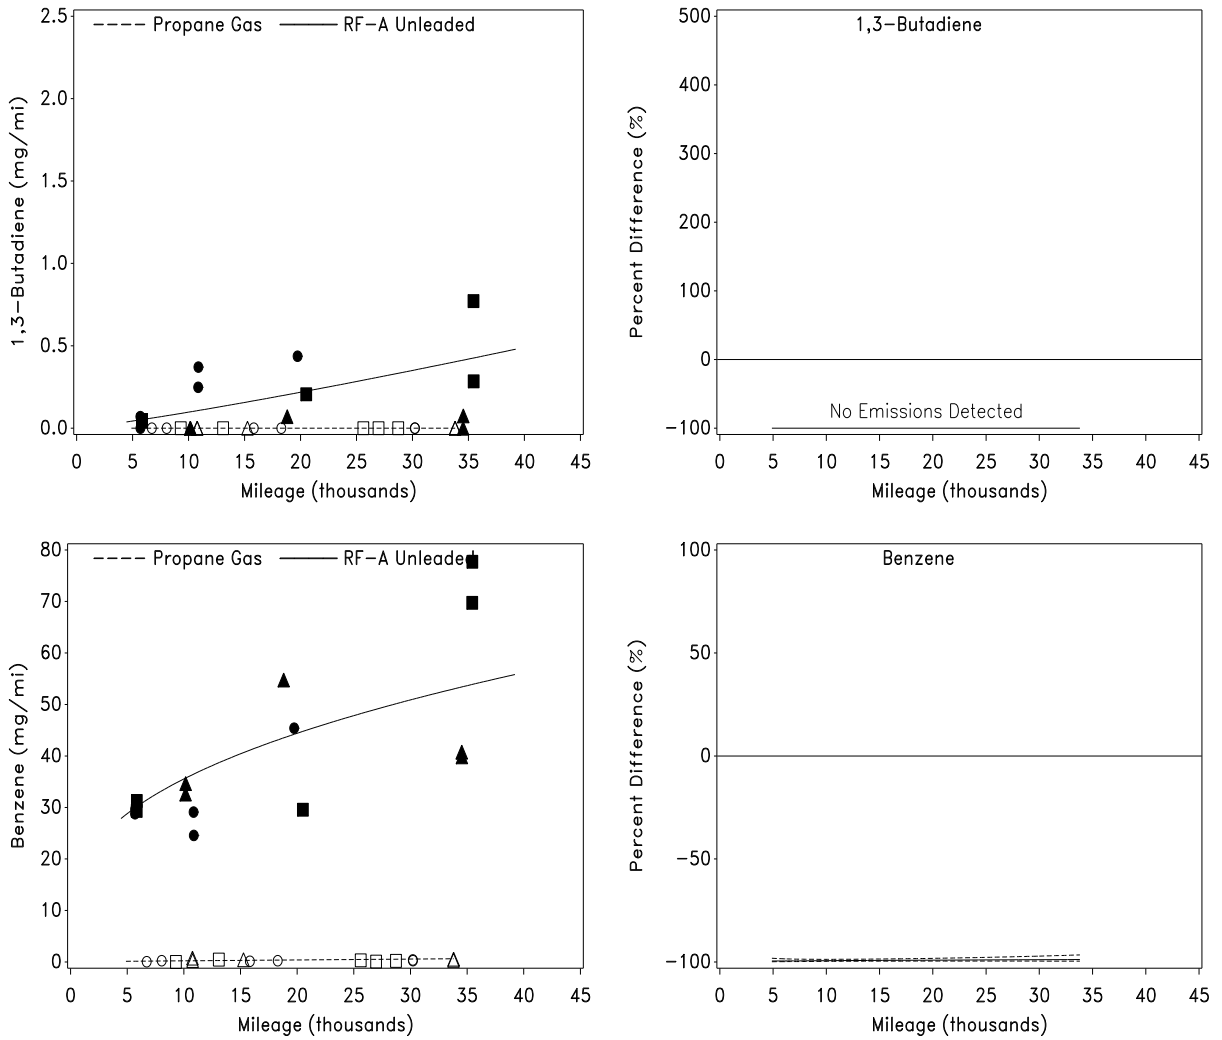 Propane Gas RF-A Unleaded
2.5
2.0
1.5
1.0
0.5
0.0
1,3-Butadiene (mg/mi)
0 5 10 15 20 25 30 35 40 45
Mileage (thousands)
1,3-Butadiene
500
400
300
200
100
0
-100
Percent Difference (%)
No Emissions Detected
0 5 10 15 20 25 30 35 40 45
Mileage (thousands)
Propane Gas RF-A Unleaded
80
70
60
50
40
30
20
10
0
Benzene (mg/mi)
0 5 10 15 20 25 30 35 40 45
Mileage (thousands)
Benzene
100
50
0
-50
-100
Percent Difference (%)
0 5 10 15 20 25 30 35 40 45
Mileage (thousands)